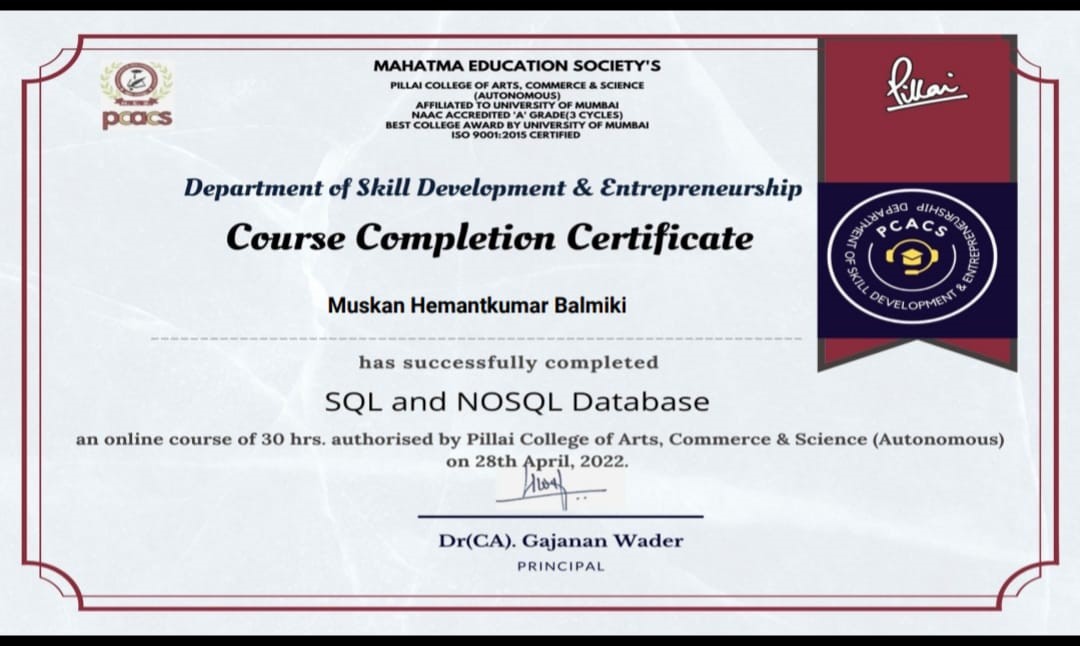 MAHATMA EDUCATION SOCIETY'S
PILLAI COLLEGE OF ARTS, COMMERCE & SCIENCE
(AUTONOMOUS)
AFFILIATED TO UNIVERSITY OF MUMBAI
NAAC ACCREDITED 'A' GRADE(3 CYCLES)
BEST COLLEGE AWARD BY UNIVERSITY OF MUMBAI
ISO 9001:2015 CERTIFIED
pcacs
Pillai
Department of Skill Development & Entrepreneurship
Course Completion Certificate
PCACS
DEPARTMENT OF SKILL DEVELOPMENT & ENTREPRENEURSHIP
Muskan Hemantkumar Balmiki
has successfully completed
SQL and NOSQL Database
an online course of 30 hrs. authorised by Pillai College of Arts, Commerce & Science (Autonomous)
on 28th April, 2022.
Dr(CA). Gajanan Wader
PRINCIPAL